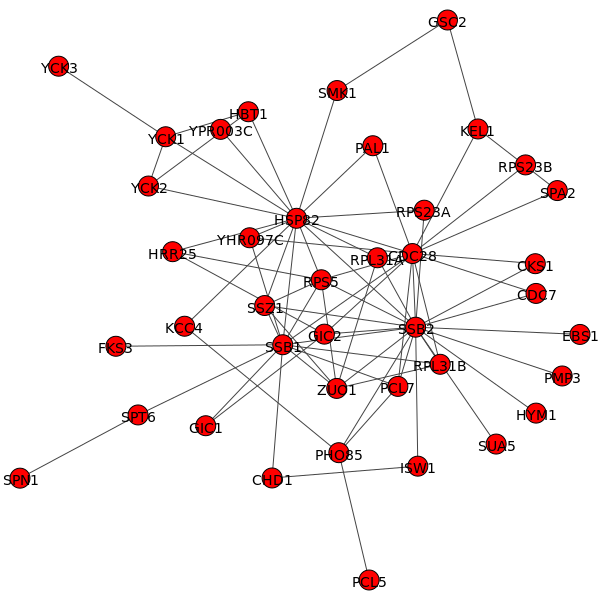 GSC2
YCK3
SMK1
HBT1
YPR003C
KEL1
YCK1
PAL1
RPS23B
YCK2
SPA2
RPS23A
HSP82
YHR097C
HRR25
RPL31A
CDC28
CKS1
RPS5
CDC7
SSZ1
KCC4
GIC2
SSB2
EBS1
FKS3
SSB1
RPL31B
PMP3
ZUO1
PCL7
SPT6
HYM1
GIC1
SUA5
PHO85
ISW1
SPN1
CHD1
PCL5